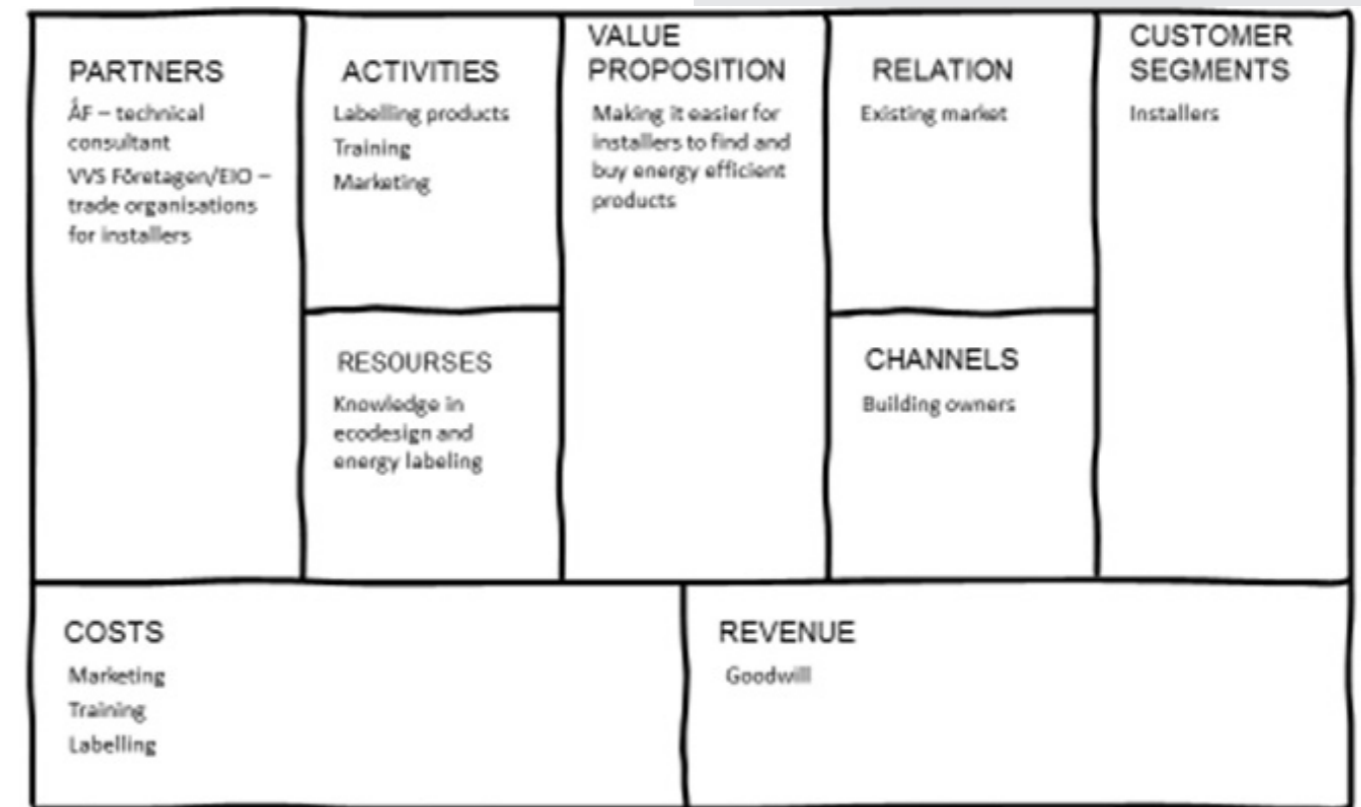 PARTNERS
ÅF – technical
consultant
VVS Företagen/EIO –
trade organisations
for installers
ACTIVITIES
Labelling products
Training
Marketing
RESOURSES
Knowledge in
ecodesign and
energy labeling
VALUE
PROPOSITION
Making it easier for
installers to find and
buy energy efficient
products
RELATION
Existing market
CHANNELS
Building owners
CUSTOMER
SEGMENTS
Installers
COSTS
Marketing
Training
Labelling
REVENUE
Goodwill